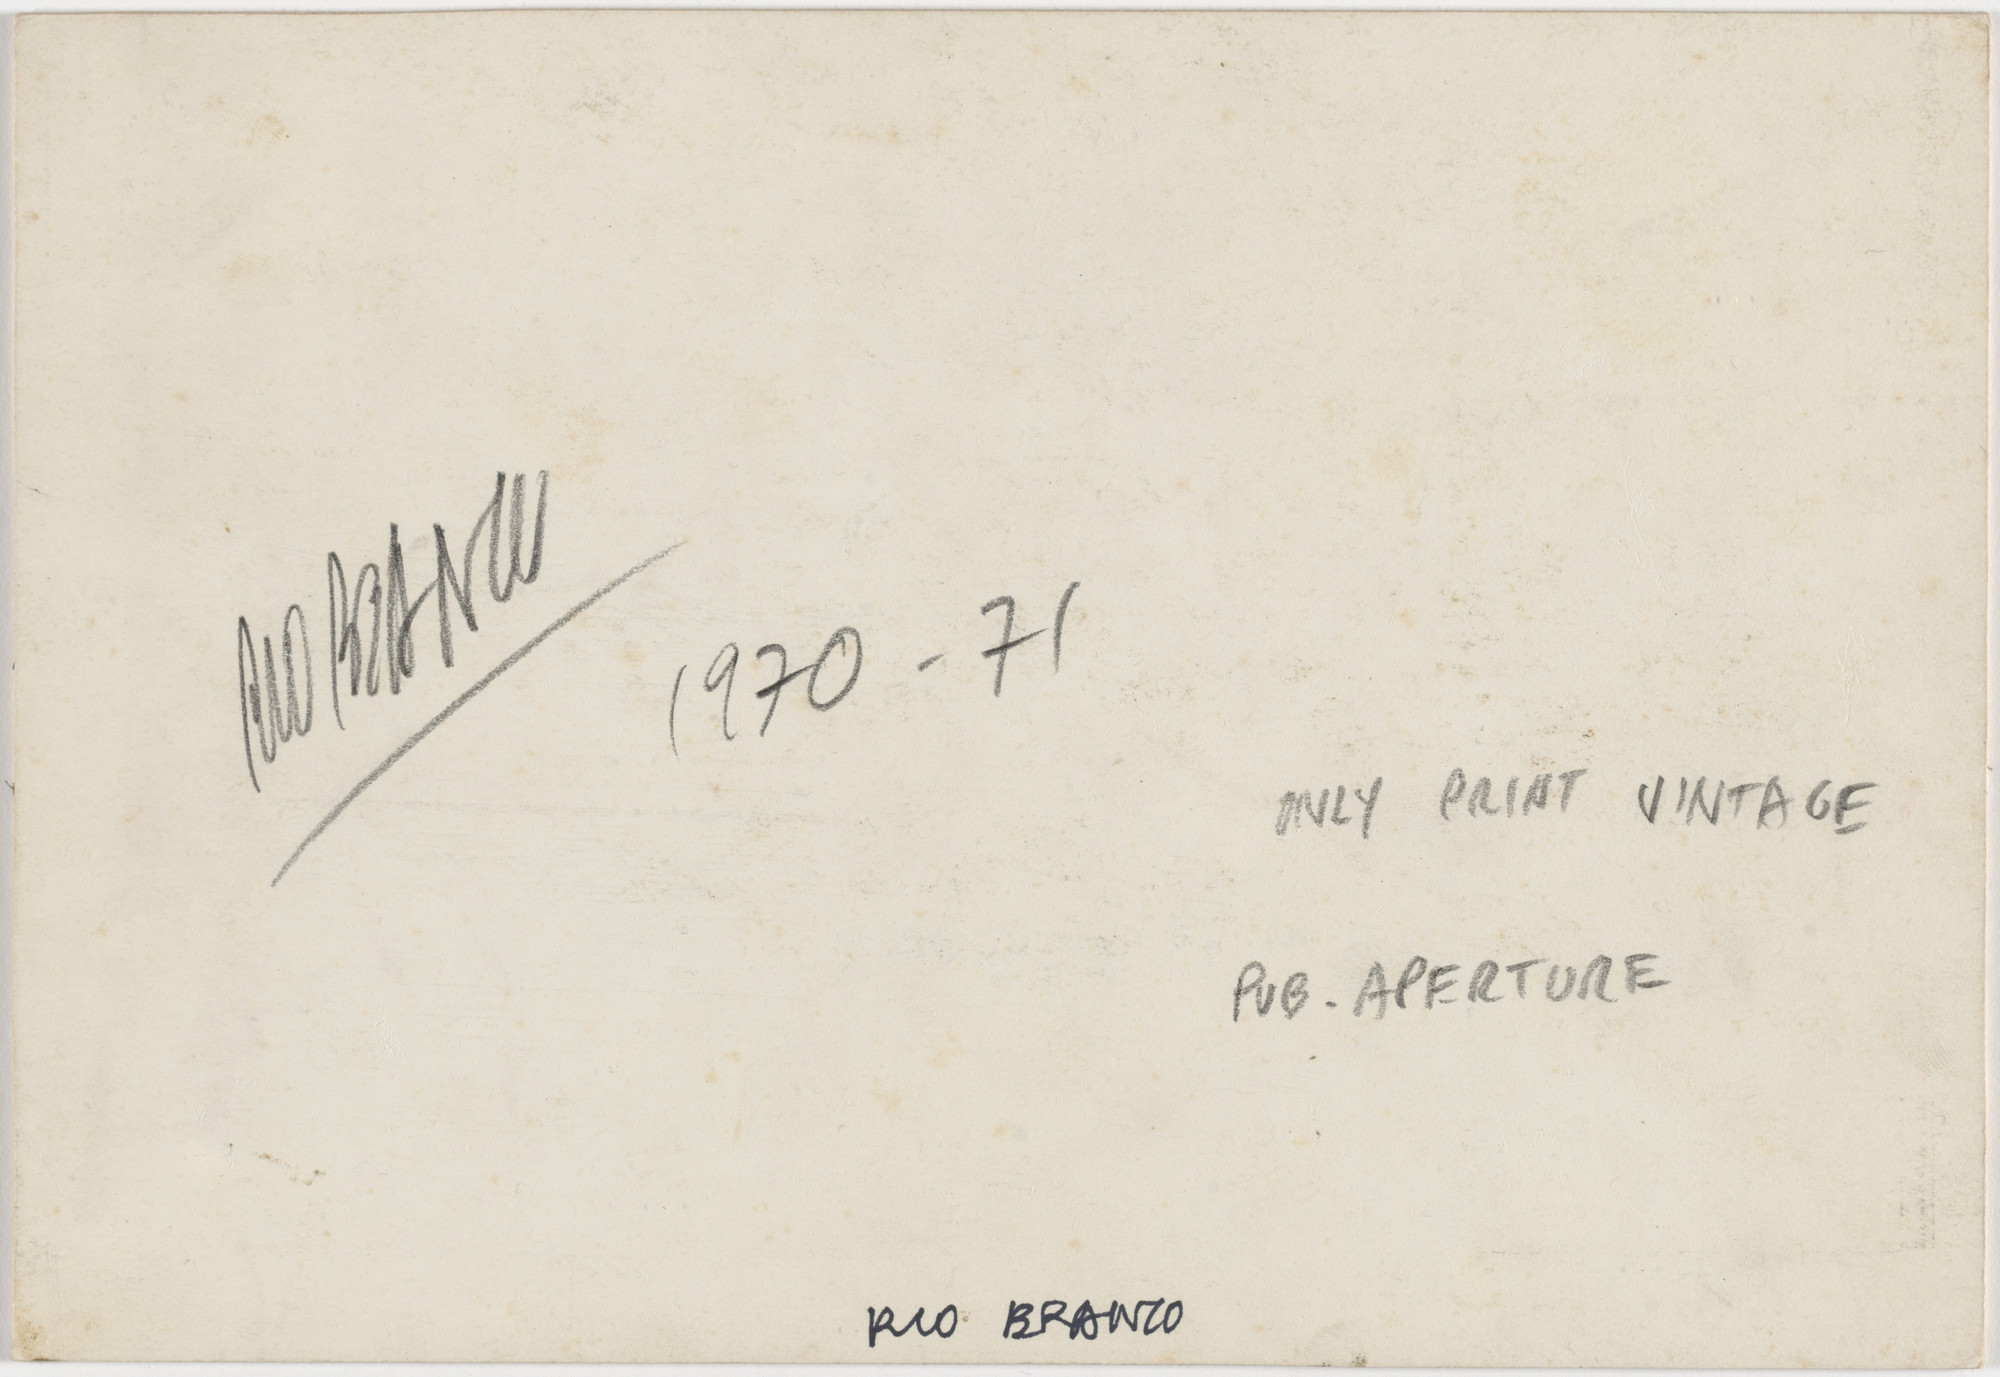 RIO BRANCO
1970-71
ONLY PRINT VINTAGE
PUB. APERTURE
RIO BRANCO